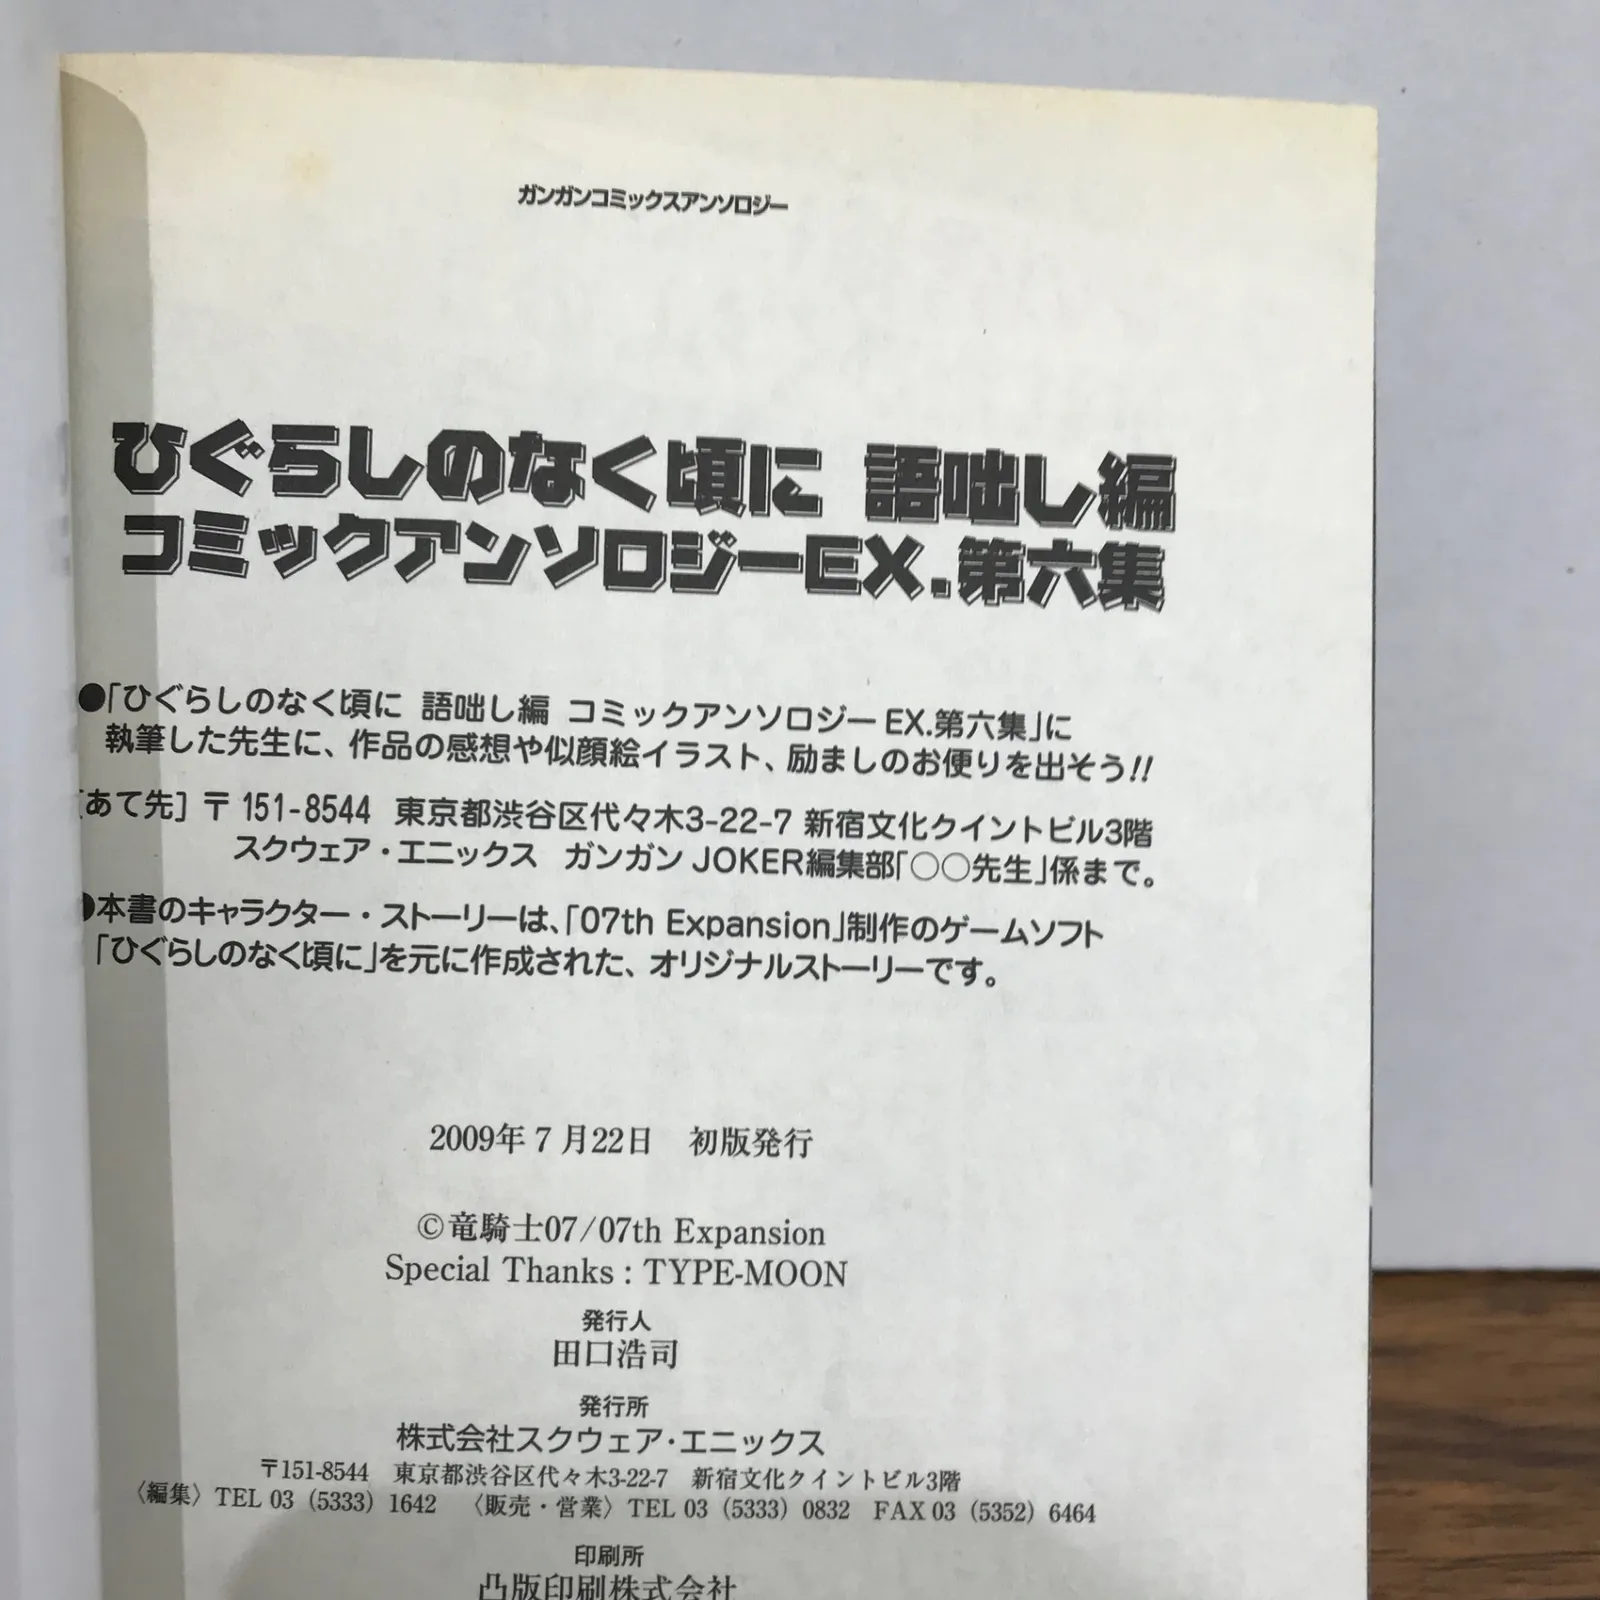 ガンガンコミックスアンソロジー
ひぐらしのなく頃に 語咄し編
コミックアンソロジーEX.第六集
●「ひぐらしのなく頃に 語咄し編 コミックアンソロジーEX.第六集」に
執筆した先生に、作品の感想や似顔絵イラスト、励ましのお便りを出そう!!
[あて先] 〒151-8544 東京都渋谷区代々木3-22-7 新宿文化クイントビル3階
スクウェア・エニックス ガンガンJOKER編集部「○○先生」係まで。
●本書のキャラクター・ストーリーは、「07th Expansion」制作のゲームソフト
「ひぐらしのなく頃に」を元に作成された、オリジナルストーリーです。
2009年7月22日 初版発行
©竜騎士07/07th Expansion
Special Thanks : TYPE-MOON
発行人
田口浩司
発行所
株式会社スクウェア・エニックス
〒151-8544 東京都渋谷区代々木3-22-7 新宿文化クイントビル3階
〈編集〉TEL 03（5333）1642 〈販売・営業〉TEL 03（5333）0832 FAX 03（5352）6464
印刷所
凸版印刷株式会社